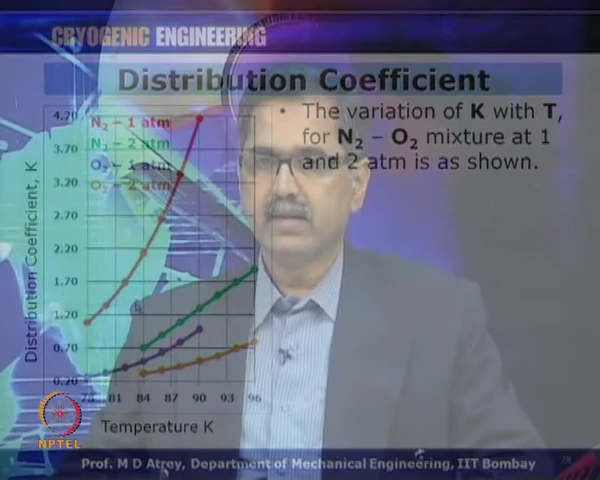 CRYOGENIC ENGINEERING
Distribution Coefficient
• The variation of K with T,
for N₂ – O₂ mixture at 1
and 2 atm is as shown.
N₂ – 1 atm
N₂ – 2 atm
O₂ – 1 atm
O₂ – 2 atm
Distribution Coefficient, K
4.20
3.70
3.20
2.70
2.20
1.70
1.20
0.70
0.20
78 81 84 87 90 93 96
Temperature K
NPTEL
Prof. M D Atrey, Department of Mechanical Engineering, IIT Bombay
28